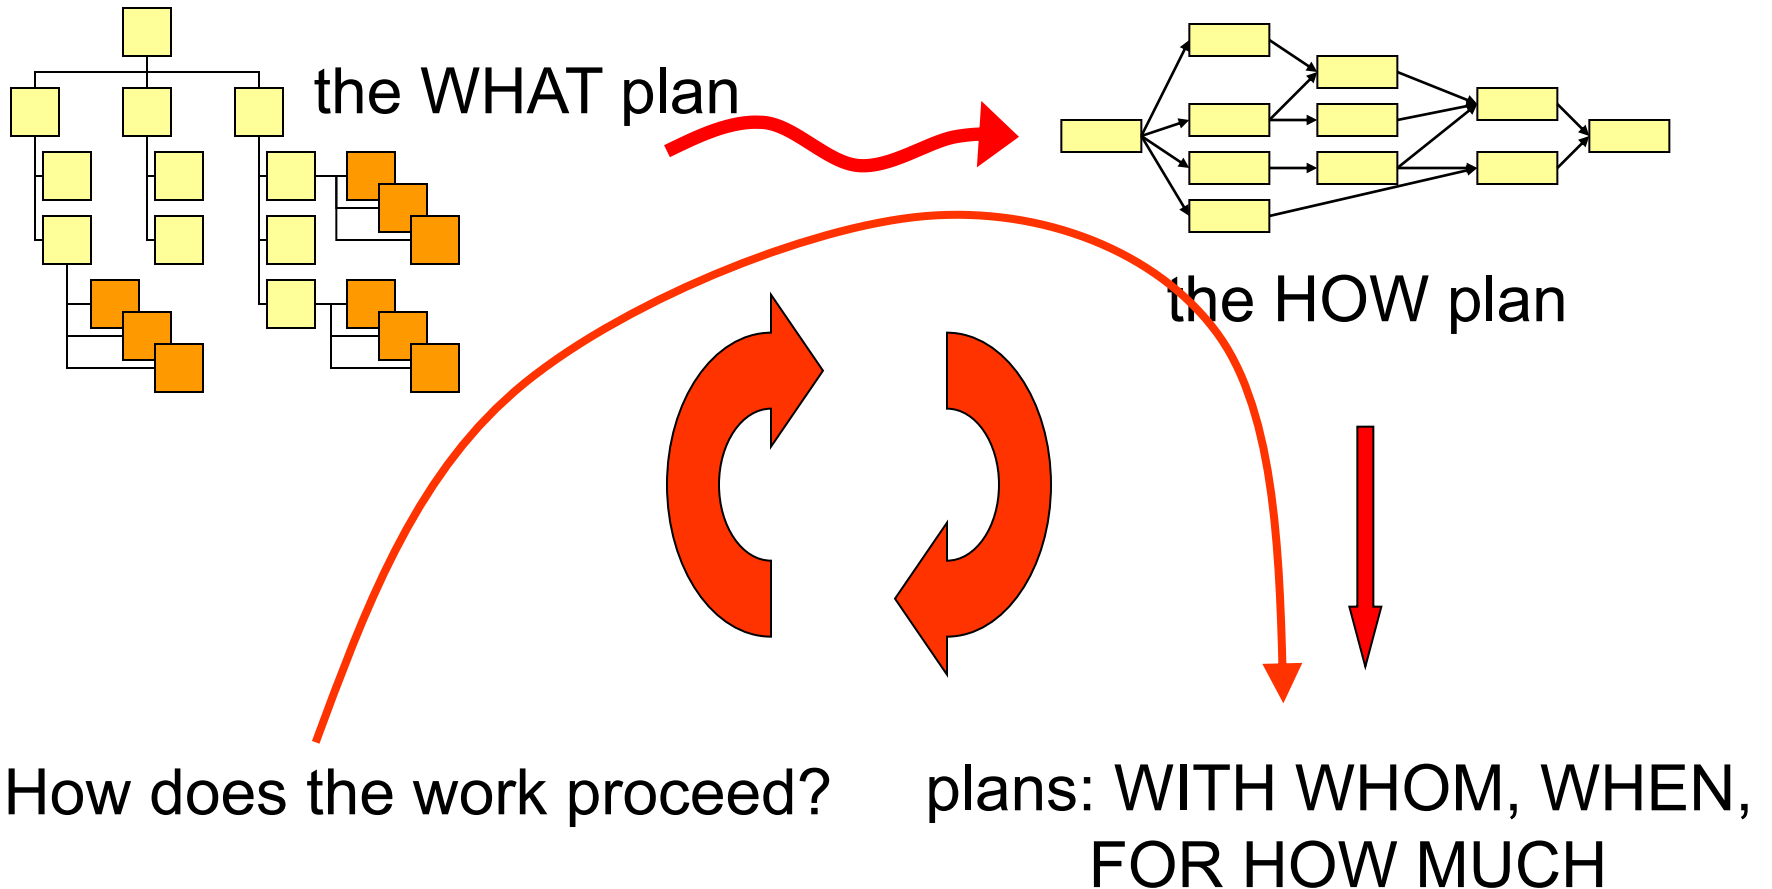 the WHAT plan
the HOW plan
How does the work proceed?
plans: WITH WHOM, WHEN,
FOR HOW MUCH